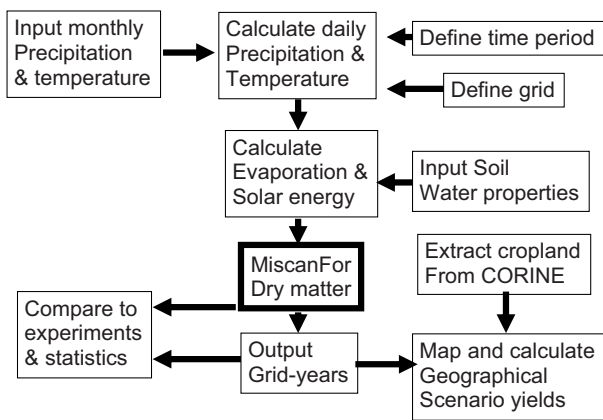 Input monthly
Precipitation
& temperature
Calculate daily
Precipitation &
Temperature
Define time period
Define grid
Calculate
Evaporation &
Solar energy
Input Soil
Water properties
MiscanFor
Dry matter
Extract cropland
From CORINE
Compare to
experiments
& statistics
Output
Grid-years
Map and calculate
Geographical
Scenario yields